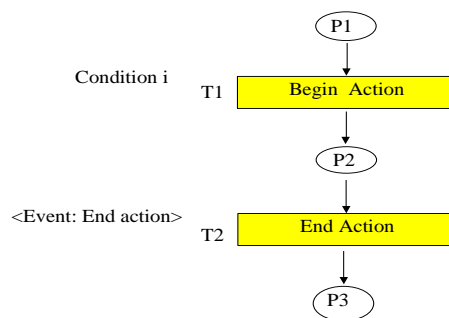 P1
Condition i
T1
Begin Action
P2
<Event: End action>
T2
End Action
P3